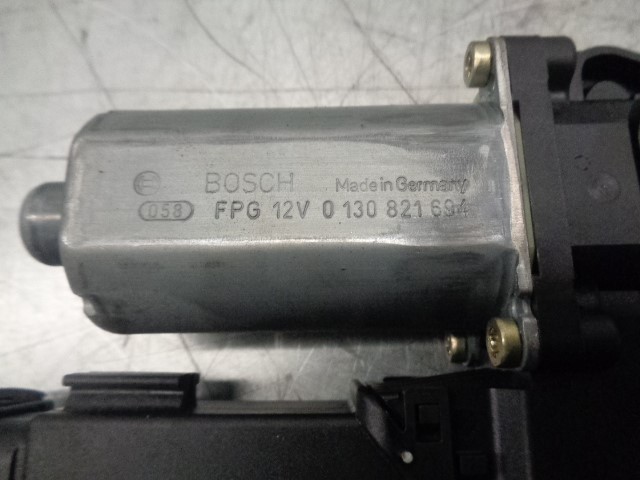 BOSCH Made in Germany
058 FPG 12V 0 130 821 694